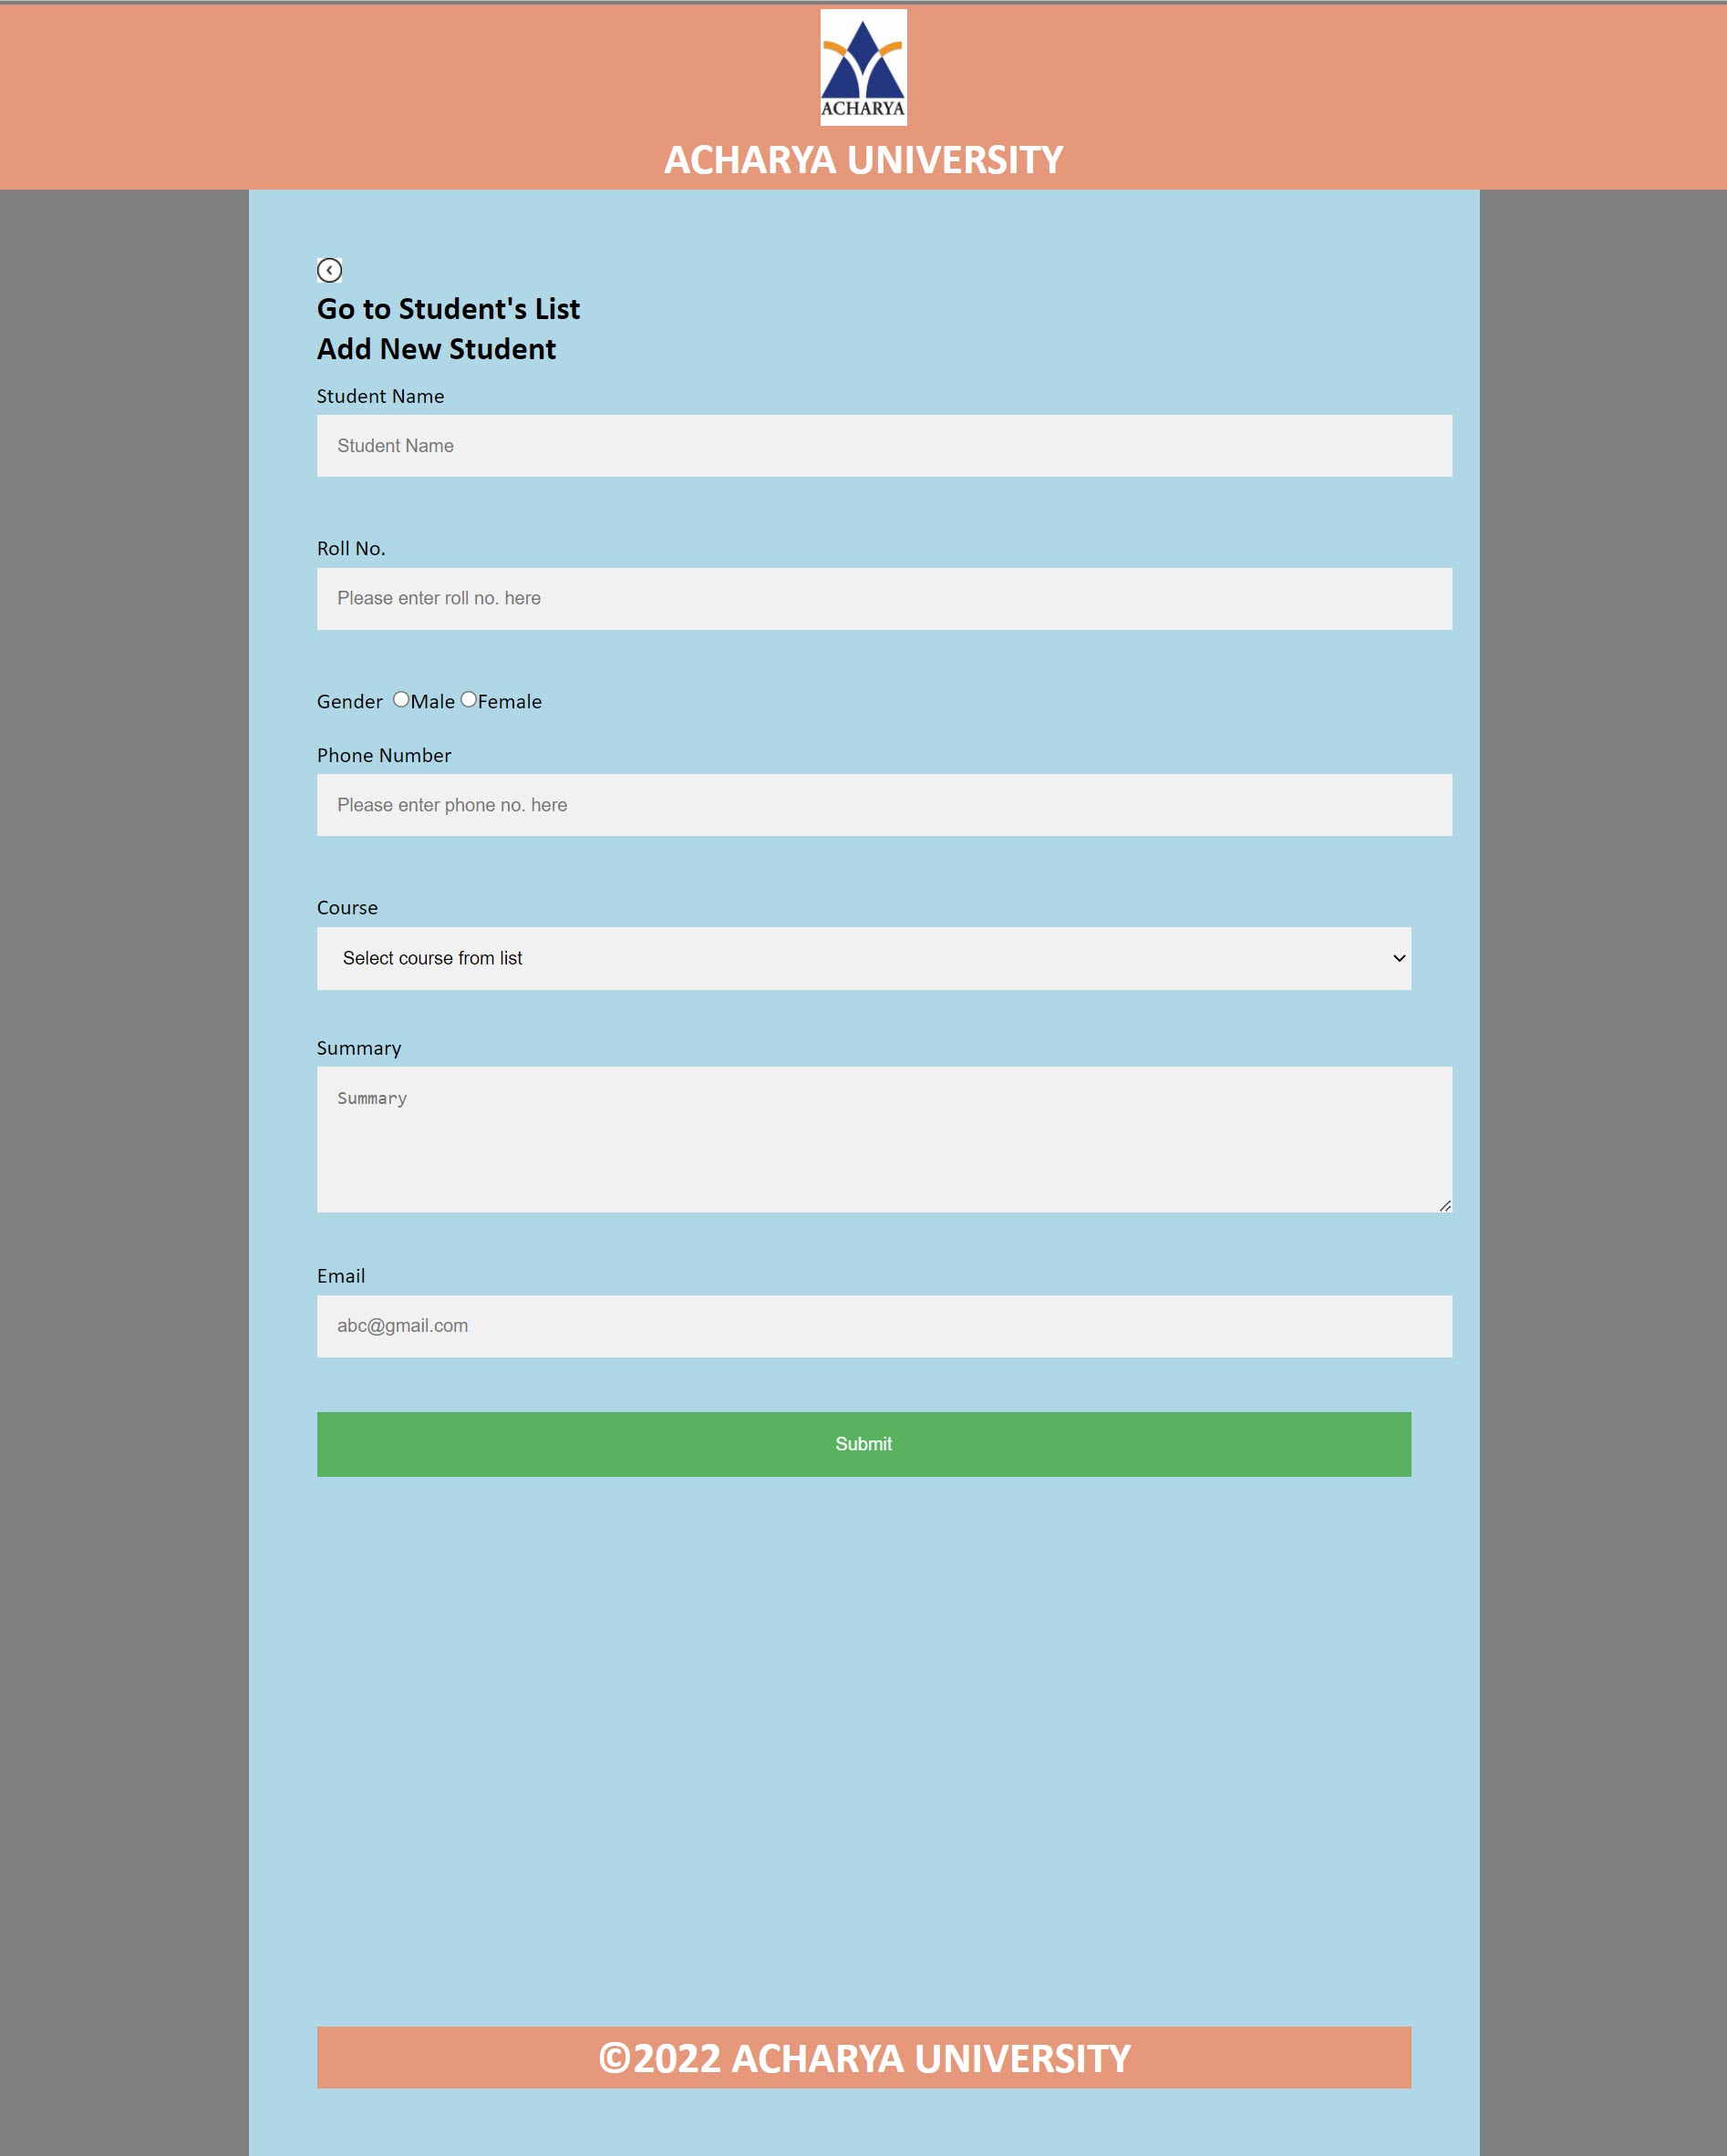 ACHARYA
ACHARYA UNIVERSITY
Go to Student's List
Add New Student
Student Name
Student Name
Roll No.
Please enter roll no. here
Gender Male Female
Phone Number
Please enter phone no. here
Course
Select course from list
Summary
Summary
Email
abc@gmail.com
Submit
©2022 ACHARYA UNIVERSITY